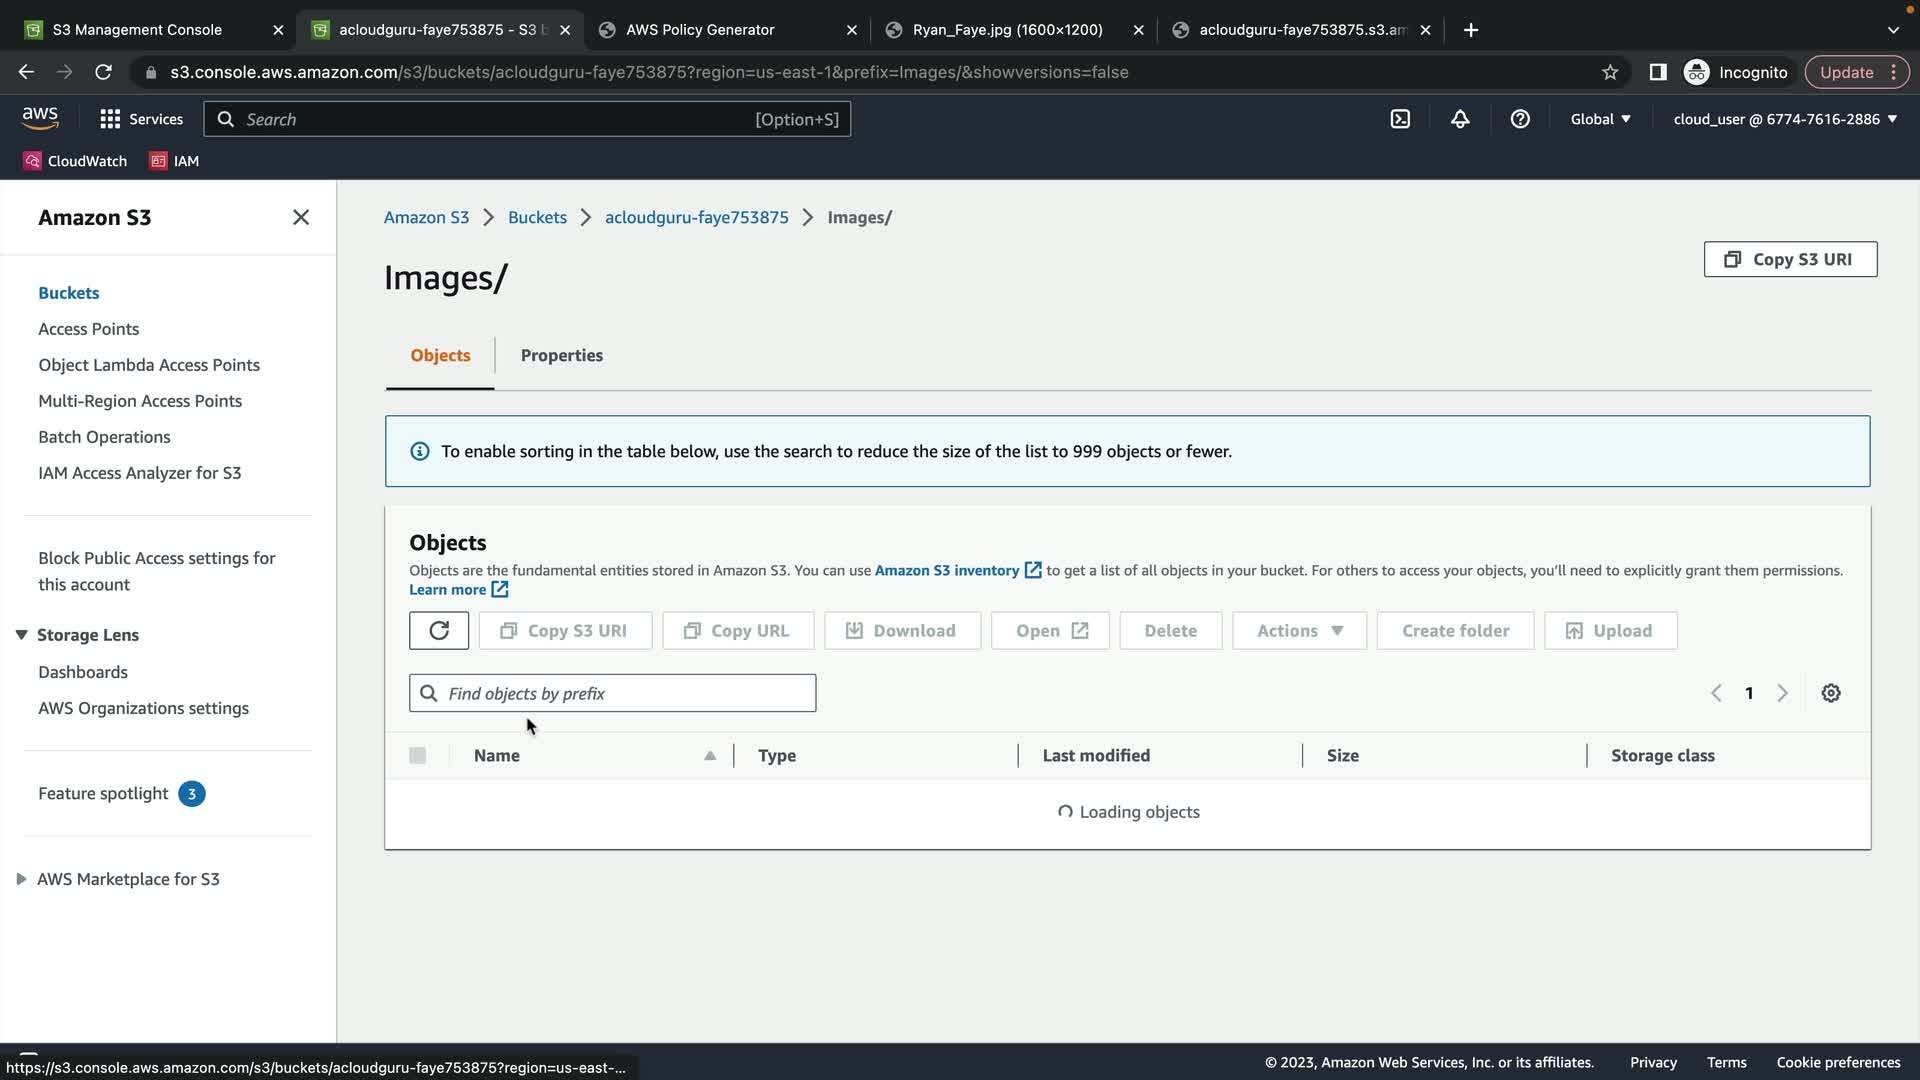 S3 Management Console
acloudguru-faye753875 - S3 b
AWS Policy Generator
Ryan_Faye.jpg (1600×1200)
acloudguru-faye753875.s3.am
s3.console.aws.amazon.com/s3/buckets/acloudguru-faye753875?region=us-east-1&prefix=Images/&showversions=false
Incognito
Update
aws
Services
Search
[Option+S]
Global
cloud_user @ 6774-7616-2886
CloudWatch
IAM
Amazon S3
Buckets
Access Points
Object Lambda Access Points
Multi-Region Access Points
Batch Operations
IAM Access Analyzer for S3
Block Public Access settings for
this account
Storage Lens
Dashboards
AWS Organizations settings
Feature spotlight 3
AWS Marketplace for S3
Amazon S3 Buckets acloudguru-faye753875 Images/
Images/
Copy S3 URI
Objects
Properties
To enable sorting in the table below, use the search to reduce the size of the list to 999 objects or fewer.
Objects
Objects are the fundamental entities stored in Amazon S3. You can use Amazon S3 inventory to get a list of all objects in your bucket. For others to access your objects, you'll need to explicitly grant them permissions.
Learn more
Copy S3 URI
Copy URL
Download
Open
Delete
Actions
Create folder
Upload
Find objects by prefix
1
Name
Type
Last modified
Size
Storage class
Loading objects
https://s3.console.aws.amazon.com/s3/buckets/acloudguru-faye753875?region=us-east-...
© 2023, Amazon Web Services, Inc. or its affiliates.
Privacy
Terms
Cookie preferences